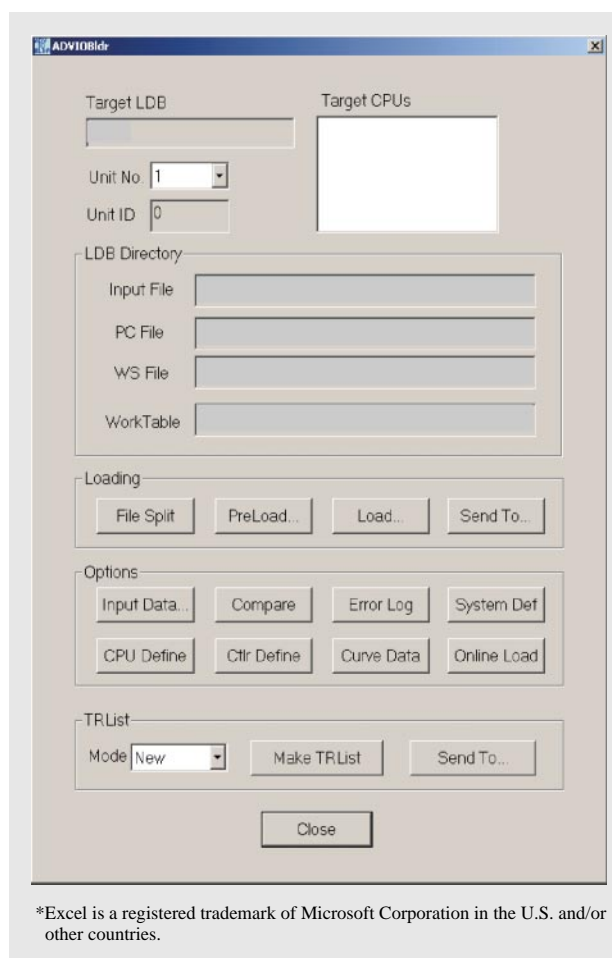 ADVIOBldr
Target LDB
Target CPUs
Unit No. 1
Unit ID 0
LDB Directory
Input File
PC File
WS File
WorkTable
Loading
File Split PreLoad... Load... Send To...
Options
Input Data... Compare Error Log System Def
CPU Define Ctlr Define Curve Data Online Load
TRList
Mode New Make TRList Send To...
Close
*Excel is a registered trademark of Microsoft Corporation in the U.S. and/or
other countries.